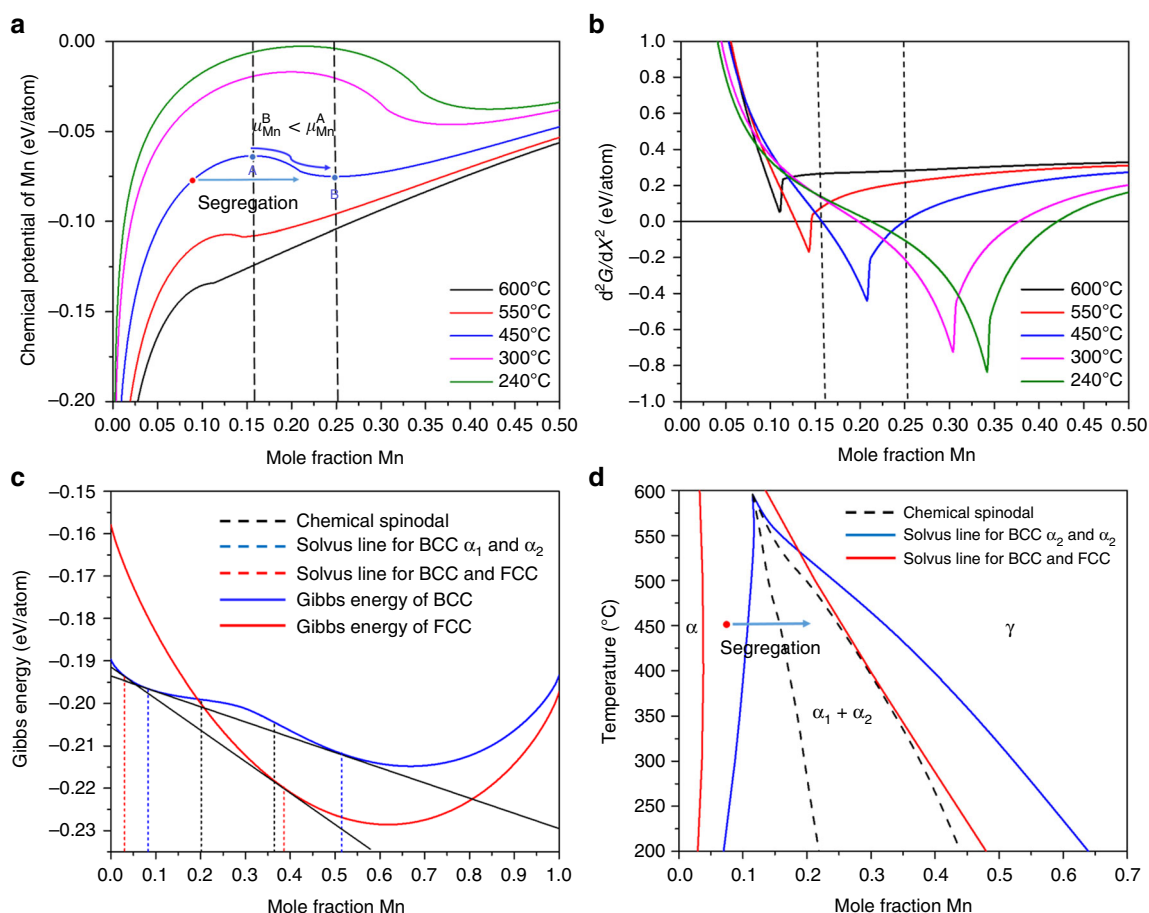 a
Chemical potential of Mn (eV/atom)
0.00
−0.05
−0.10
−0.15
−0.20
0.00 0.05 0.10 0.15 0.20 0.25 0.30 0.35 0.40 0.45 0.50
Mole fraction Mn
μ^B_Mn < μ^A_Mn
A
B
Segregation
600°C
550°C
450°C
300°C
240°C
b
d²G/dX² (eV/atom)
1.0
0.8
0.6
0.4
0.2
0.0
−0.2
−0.4
−0.6
−0.8
−1.0
0.00 0.05 0.10 0.15 0.20 0.25 0.30 0.35 0.40 0.45 0.50
Mole fraction Mn
600°C
550°C
450°C
300°C
240°C
c
Gibbs energy (eV/atom)
−0.15
−0.16
−0.17
−0.18
−0.19
−0.20
−0.21
−0.22
−0.23
0.0 0.1 0.2 0.3 0.4 0.5 0.6 0.7 0.8 0.9 1.0
Mole fraction Mn
Chemical spinodal
Solvus line for BCC α₁ and α₂
Solvus line for BCC and FCC
Gibbs energy of BCC
Gibbs energy of FCC
d
Temperature (°C)
600
550
500
450
400
350
300
250
200
0.0 0.1 0.2 0.3 0.4 0.5 0.6 0.7
Mole fraction Mn
Chemical spinodal
Solvus line for BCC α₂ and α₂
Solvus line for BCC and FCC
α
Segregation
γ
α₁ + α₂